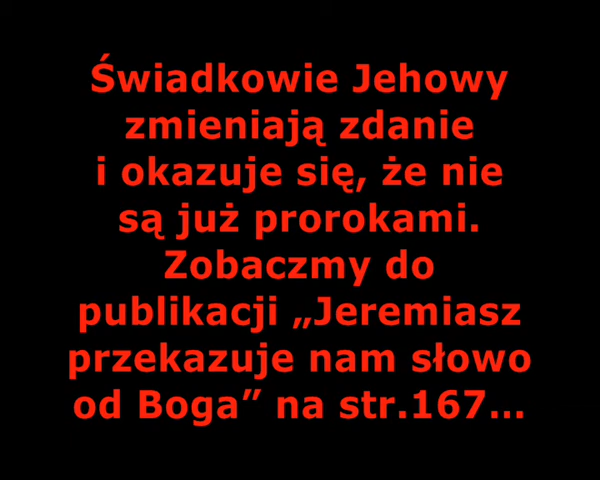 Świadkowie Jehowy
zmieniają zdanie
i okazuje się, że nie
są już prorokami.
Zobaczmy do
publikacji „Jeremiasz
przekazuje nam słowo
od Boga” na str.167...